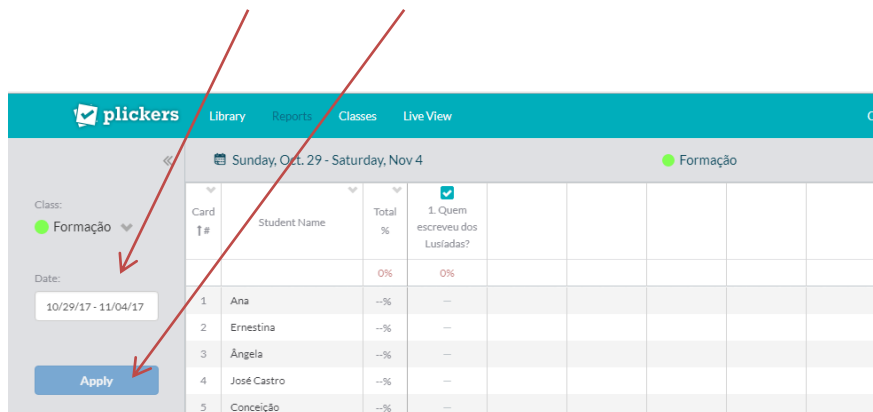 plickers Library Reports Classes Live View
Sunday, Oct. 29 - Saturday, Nov 4 Formação
Class:
Formação
Date:
10/29/17 - 11/04/17
Apply
Card # Student Name Total % 1. Quem
escreveu dos
Lusíadas?
0% 0%
1 Ana --% —
2 Ernestina --% —
3 Ângela --% —
4 José Castro --% —
5 Conceição --% —